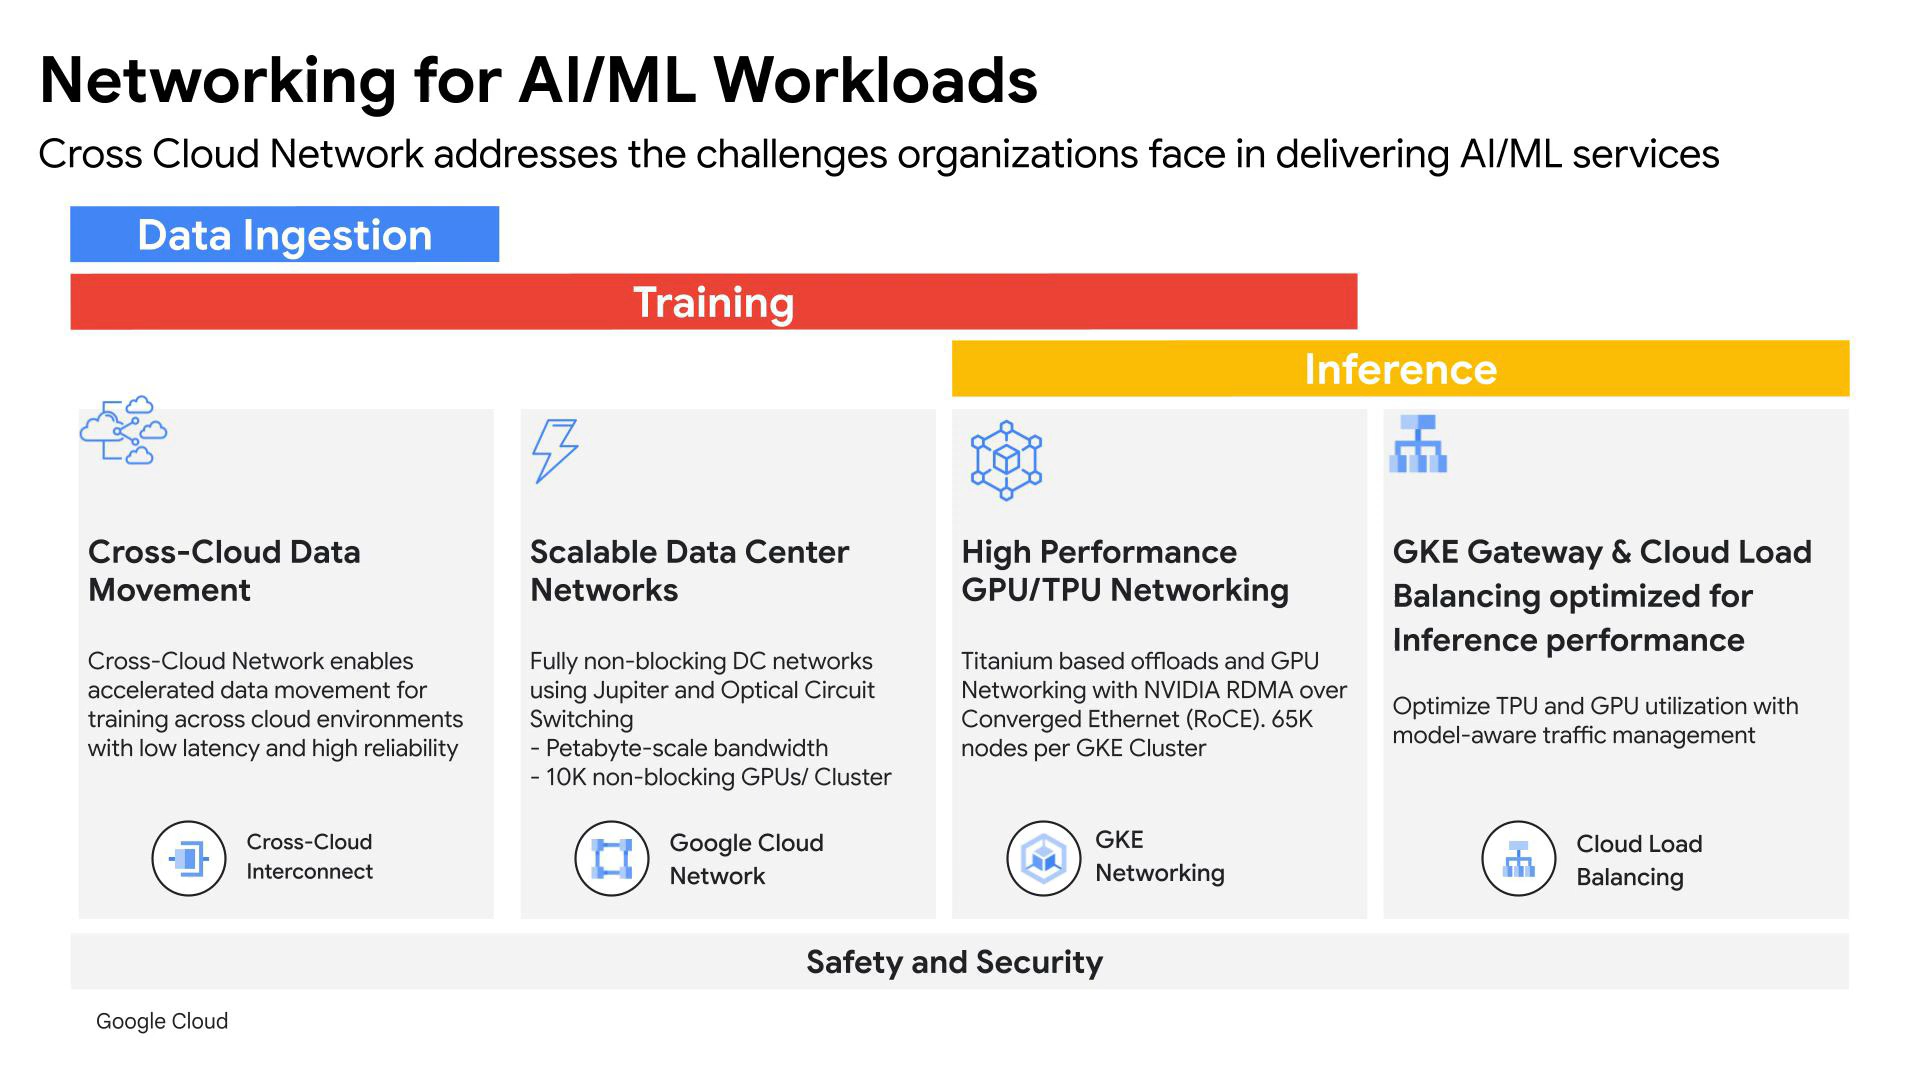 Networking for AI/ML Workloads
Cross Cloud Network addresses the challenges organizations face in delivering AI/ML services
Data Ingestion
Training
Inference
Cross-Cloud Data
Movement
Cross-Cloud Network enables
accelerated data movement for
training across cloud environments
with low latency and high reliability
Cross-Cloud
Interconnect
Scalable Data Center
Networks
Fully non-blocking DC networks
using Jupiter and Optical Circuit
Switching
- Petabyte-scale bandwidth
- 10K non-blocking GPUs/ Cluster
Google Cloud
Network
High Performance
GPU/TPU Networking
Titanium based offloads and GPU
Networking with NVIDIA RDMA over
Converged Ethernet (RoCE). 65K
nodes per GKE Cluster
GKE
Networking
GKE Gateway & Cloud Load
Balancing optimized for
Inference performance
Optimize TPU and GPU utilization with
model-aware traffic management
Cloud Load
Balancing
Safety and Security
Google Cloud